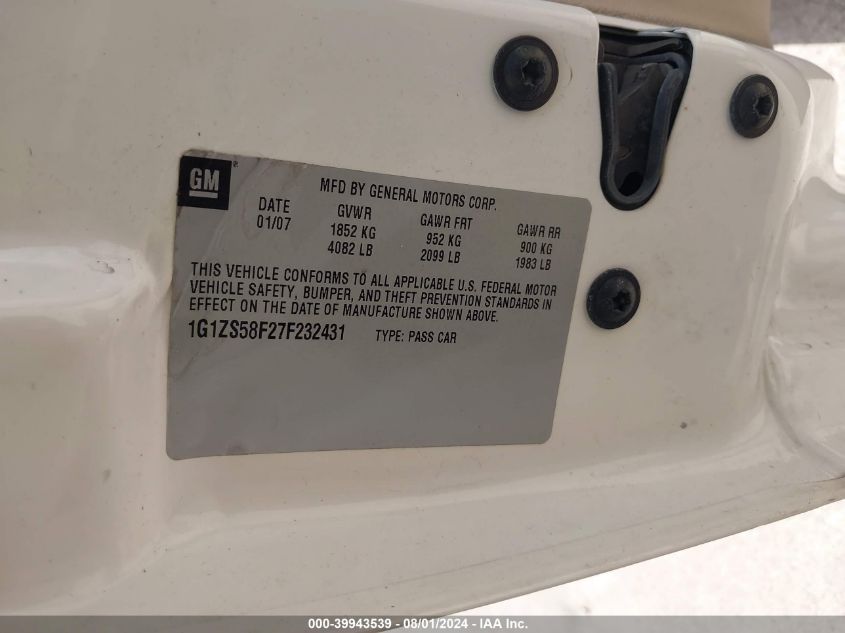 GM
MFD BY GENERAL MOTORS CORP.
DATE GVWR GAWR FRT GAWR RR
01/07 1852 KG 952 KG 900 KG
4082 LB 2099 LB 1983 LB
THIS VEHICLE CONFORMS TO ALL APPLICABLE U.S. FEDERAL MOTOR
VEHICLE SAFETY, BUMPER, AND THEFT PREVENTION STANDARDS IN
EFFECT ON THE DATE OF MANUFACTURE SHOWN ABOVE.
1G1ZS58F27F232431 TYPE: PASS CAR
000-39943539 - 08/01/2024 - IAA Inc.